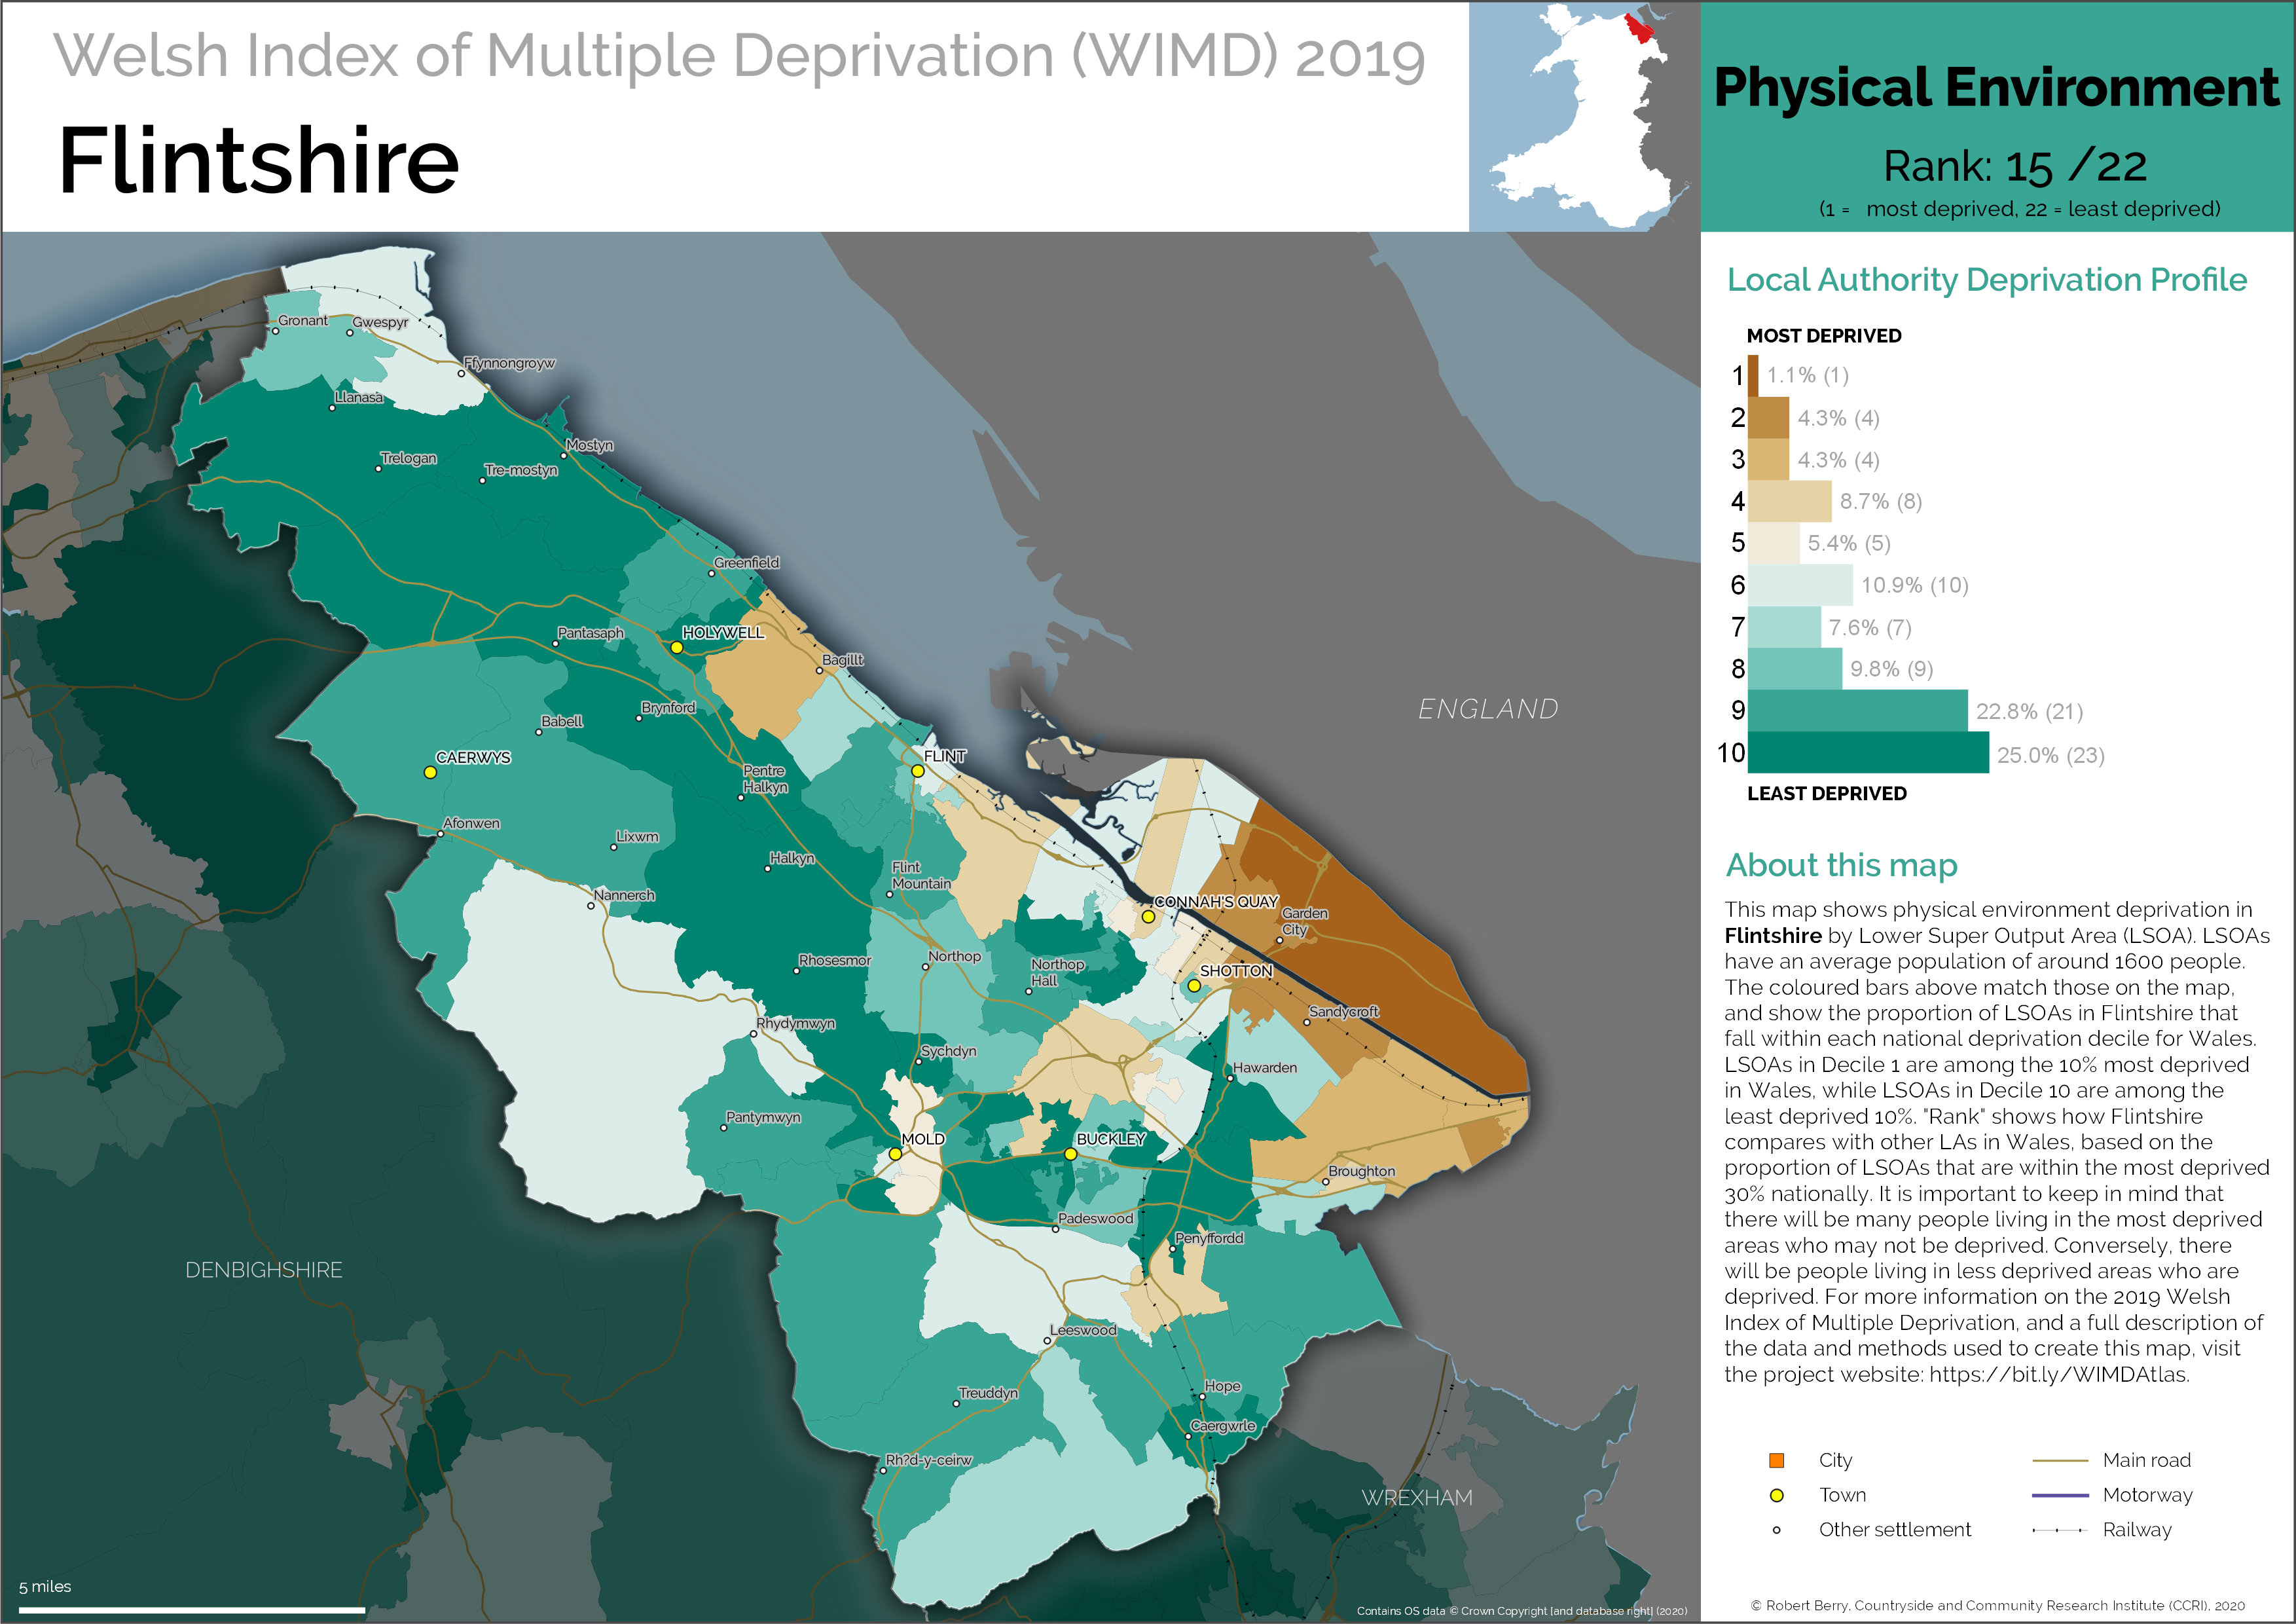 Welsh Index of Multiple Deprivation (WIMD) 2019
Flintshire
Physical Environment
Rank: 15 /22
(1 = most deprived, 22 = least deprived)
Local Authority Deprivation Profile
MOST DEPRIVED
1 1.1% (1)
2 4.3% (4)
3 4.3% (4)
4 8.7% (8)
5 5.4% (5)
6 10.9% (10)
7 7.6% (7)
8 9.8% (9)
9 22.8% (21)
10 25.0% (23)
LEAST DEPRIVED
About this map
This map shows physical environment deprivation in
Flintshire by Lower Super Output Area (LSOA). LSOAs
have an average population of around 1600 people.
The coloured bars above match those on the map,
and show the proportion of LSOAs in Flintshire that
fall within each national deprivation decile for Wales.
LSOAs in Decile 1 are among the 10% most deprived
in Wales, while LSOAs in Decile 10 are among the
least deprived 10%. "Rank" shows how Flintshire
compares with other LAs in Wales, based on the
proportion of LSOAs that are within the most deprived
30% nationally. It is important to keep in mind that
there will be many people living in the most deprived
areas who may not be deprived. Conversely, there
will be people living in less deprived areas who are
deprived. For more information on the 2019 Welsh
Index of Multiple Deprivation, and a full description of
the data and methods used to create this map, visit
the project website: https://bit.ly/WIMDAtlas.
City
Town
Other settlement
Main road
Motorway
Railway
© Robert Berry, Countryside and Community Research Institute (CCRI), 2020
Gronant
Gwespyr
Ffynnongroyw
Llanasa
Mostyn
Trelogan
Tre-mostyn
Greenfield
HOLYWELL
Pantasaph
Bagillt
ENGLAND
Brynford
Babell
CAERWYS
FLINT
Pentre
Halkyn
Afonwen
Lixwm
Halkyn
Flint
Mountain
Nannerch
CONNAH'S QUAY
Garden
City
Rhosesmor
Northop
Northop
Hall
SHOTTON
Sandycroft
Rhydymwyn
Sychdyn
Hawarden
Pantymwyn
MOLD
BUCKLEY
Broughton
Padeswood
Penyffordd
DENBIGHSHIRE
Leeswood
Treuddyn
Hope
Caergwrle
Rh?d-y-ceirw
WREXHAM
5 miles
Contains OS data © Crown Copyright [and database right] (2020)